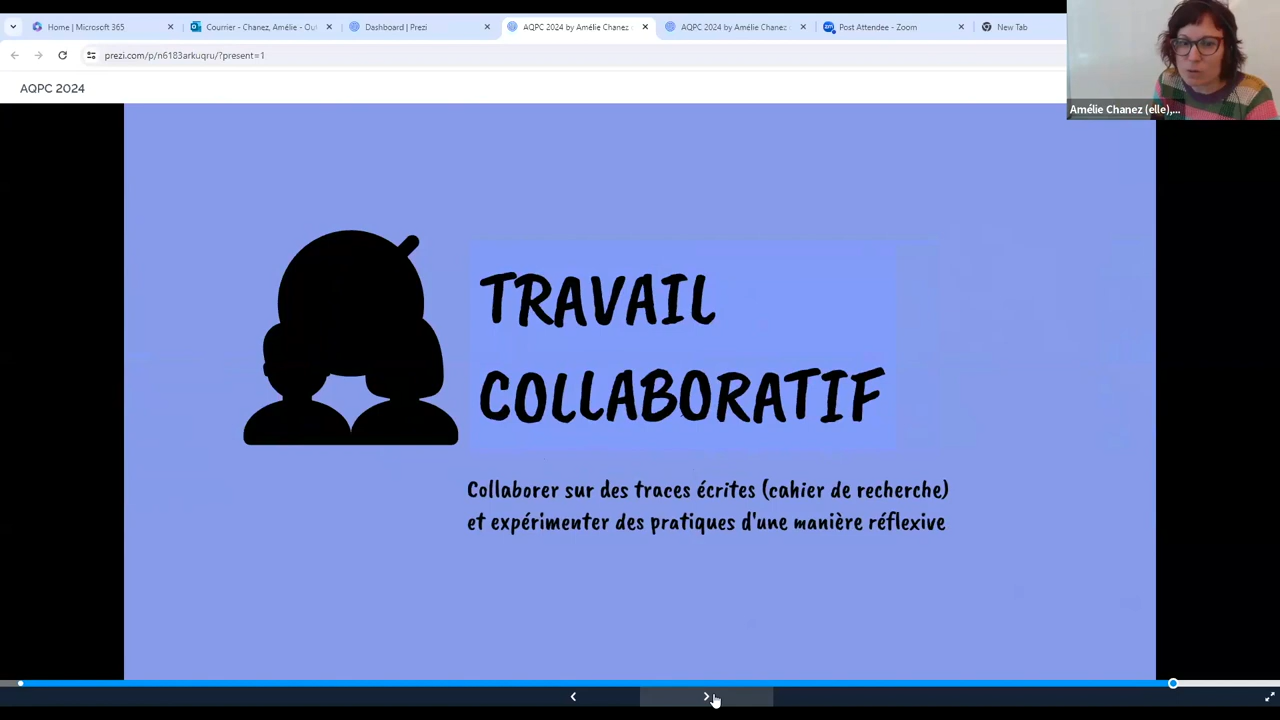 Home | Microsoft 365
Courrier - Chanez, Amélie - Out
Dashboard | Prezi
AQPC 2024 by Amélie Chanez
AQPC 2024 by Amélie Chanez
Post Attendee - Zoom
New Tab
prezi.com/p/n6183arkuqru/?present=1
AQPC 2024
Amélie Chanez (elle),...
TRAVAIL
COLLABORATIF
Collaborer sur des traces écrites (cahier de recherche)
et expérimenter des pratiques d'une manière réflexive